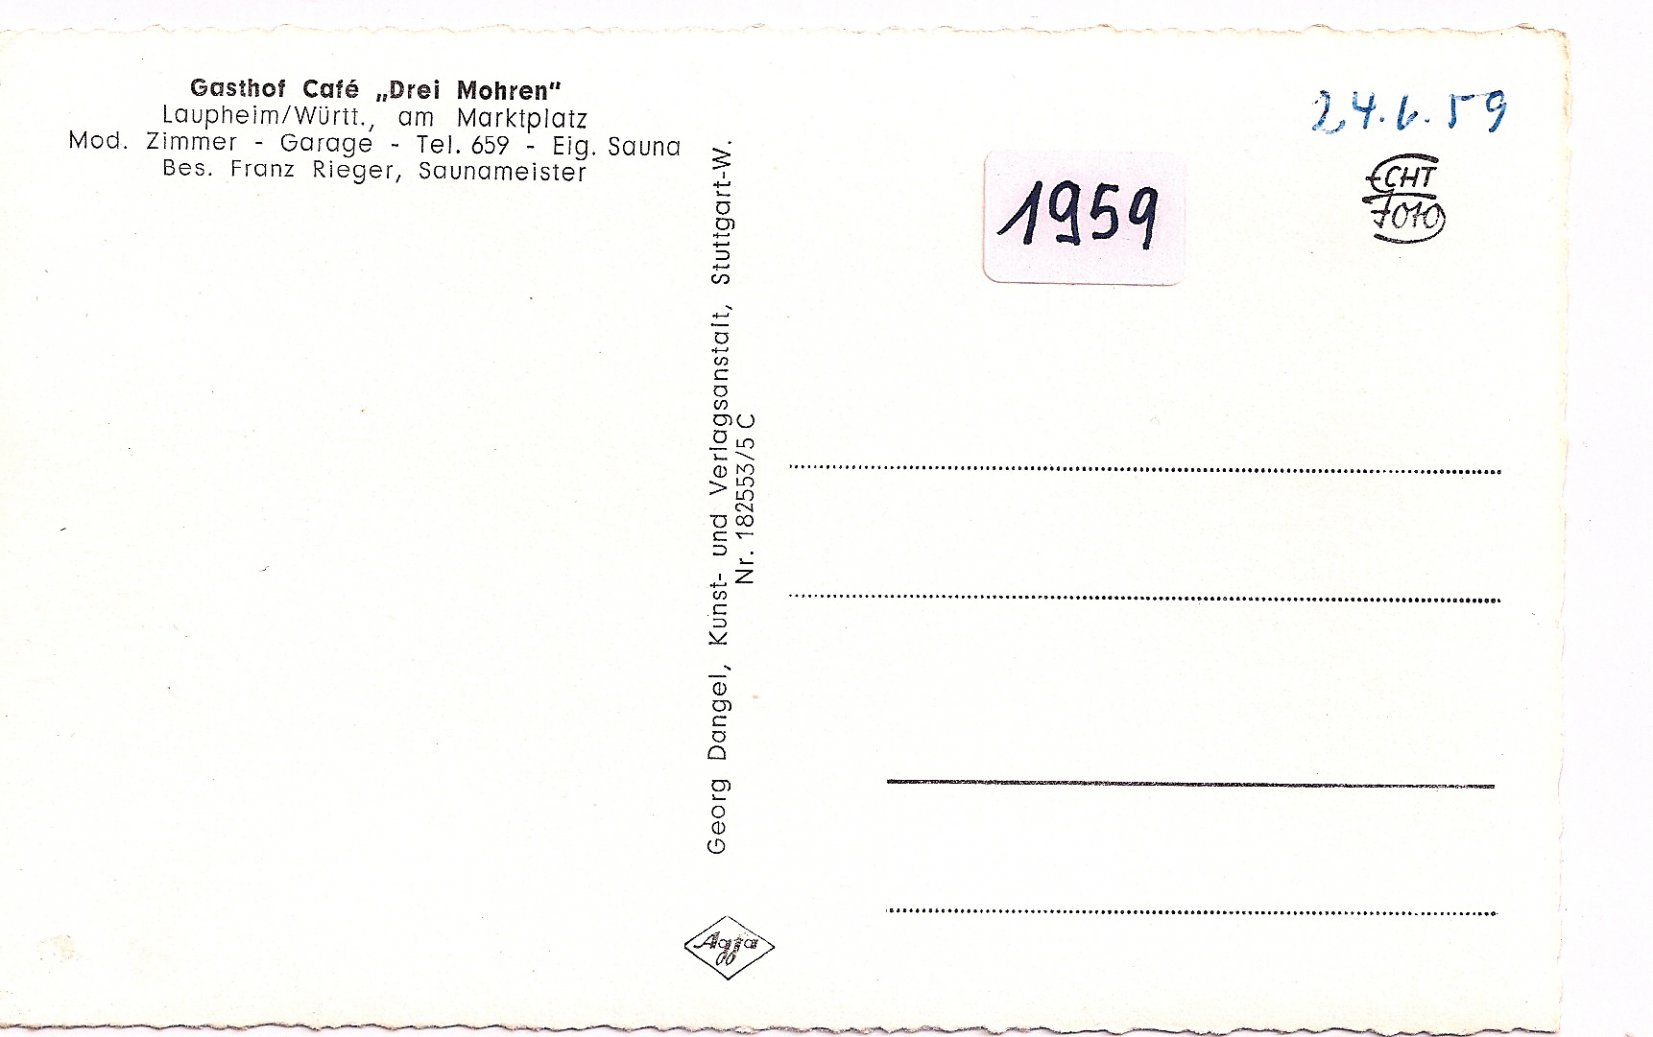 Gasthof Café „Drei Mohren“
Laupheim/Württ., am Marktplatz
Mod. Zimmer - Garage - Tel. 659 - Eig. Sauna
Bes. Franz Rieger, Saunameister
Georg Dangel, Kunst- und Verlagsanstalt, Stuttgart-W.
Nr. 182553/5 C
Agfa
1959
24.6.59
ECHT
FOTO